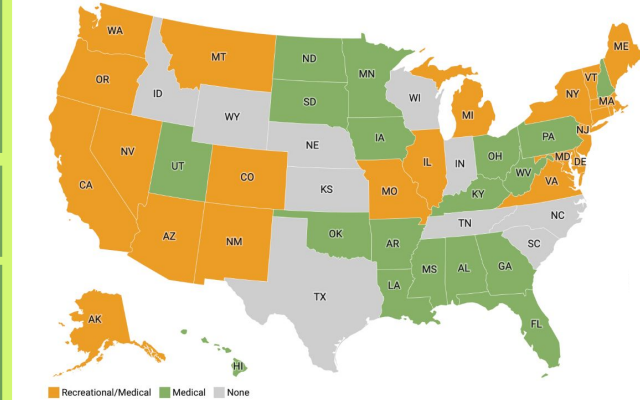 WA
ME
MT
ND
VT
MN
OR
NY
MA
ID
SD
WI
MI
WY
NJ
IA
PA
NE
OH
NV
IL
IN
MD
DE
UT
WV
VA
CO
CA
KS
MO
KY
NC
TN
OK
AZ
NM
AR
SC
MS
AL
GA
LA
TX
AK
FL
HI
Recreational/Medical Medical None